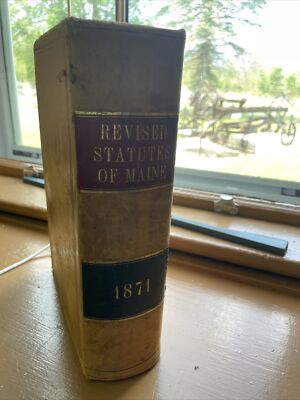 REVISED
STATUTES
OF MAINE
1871